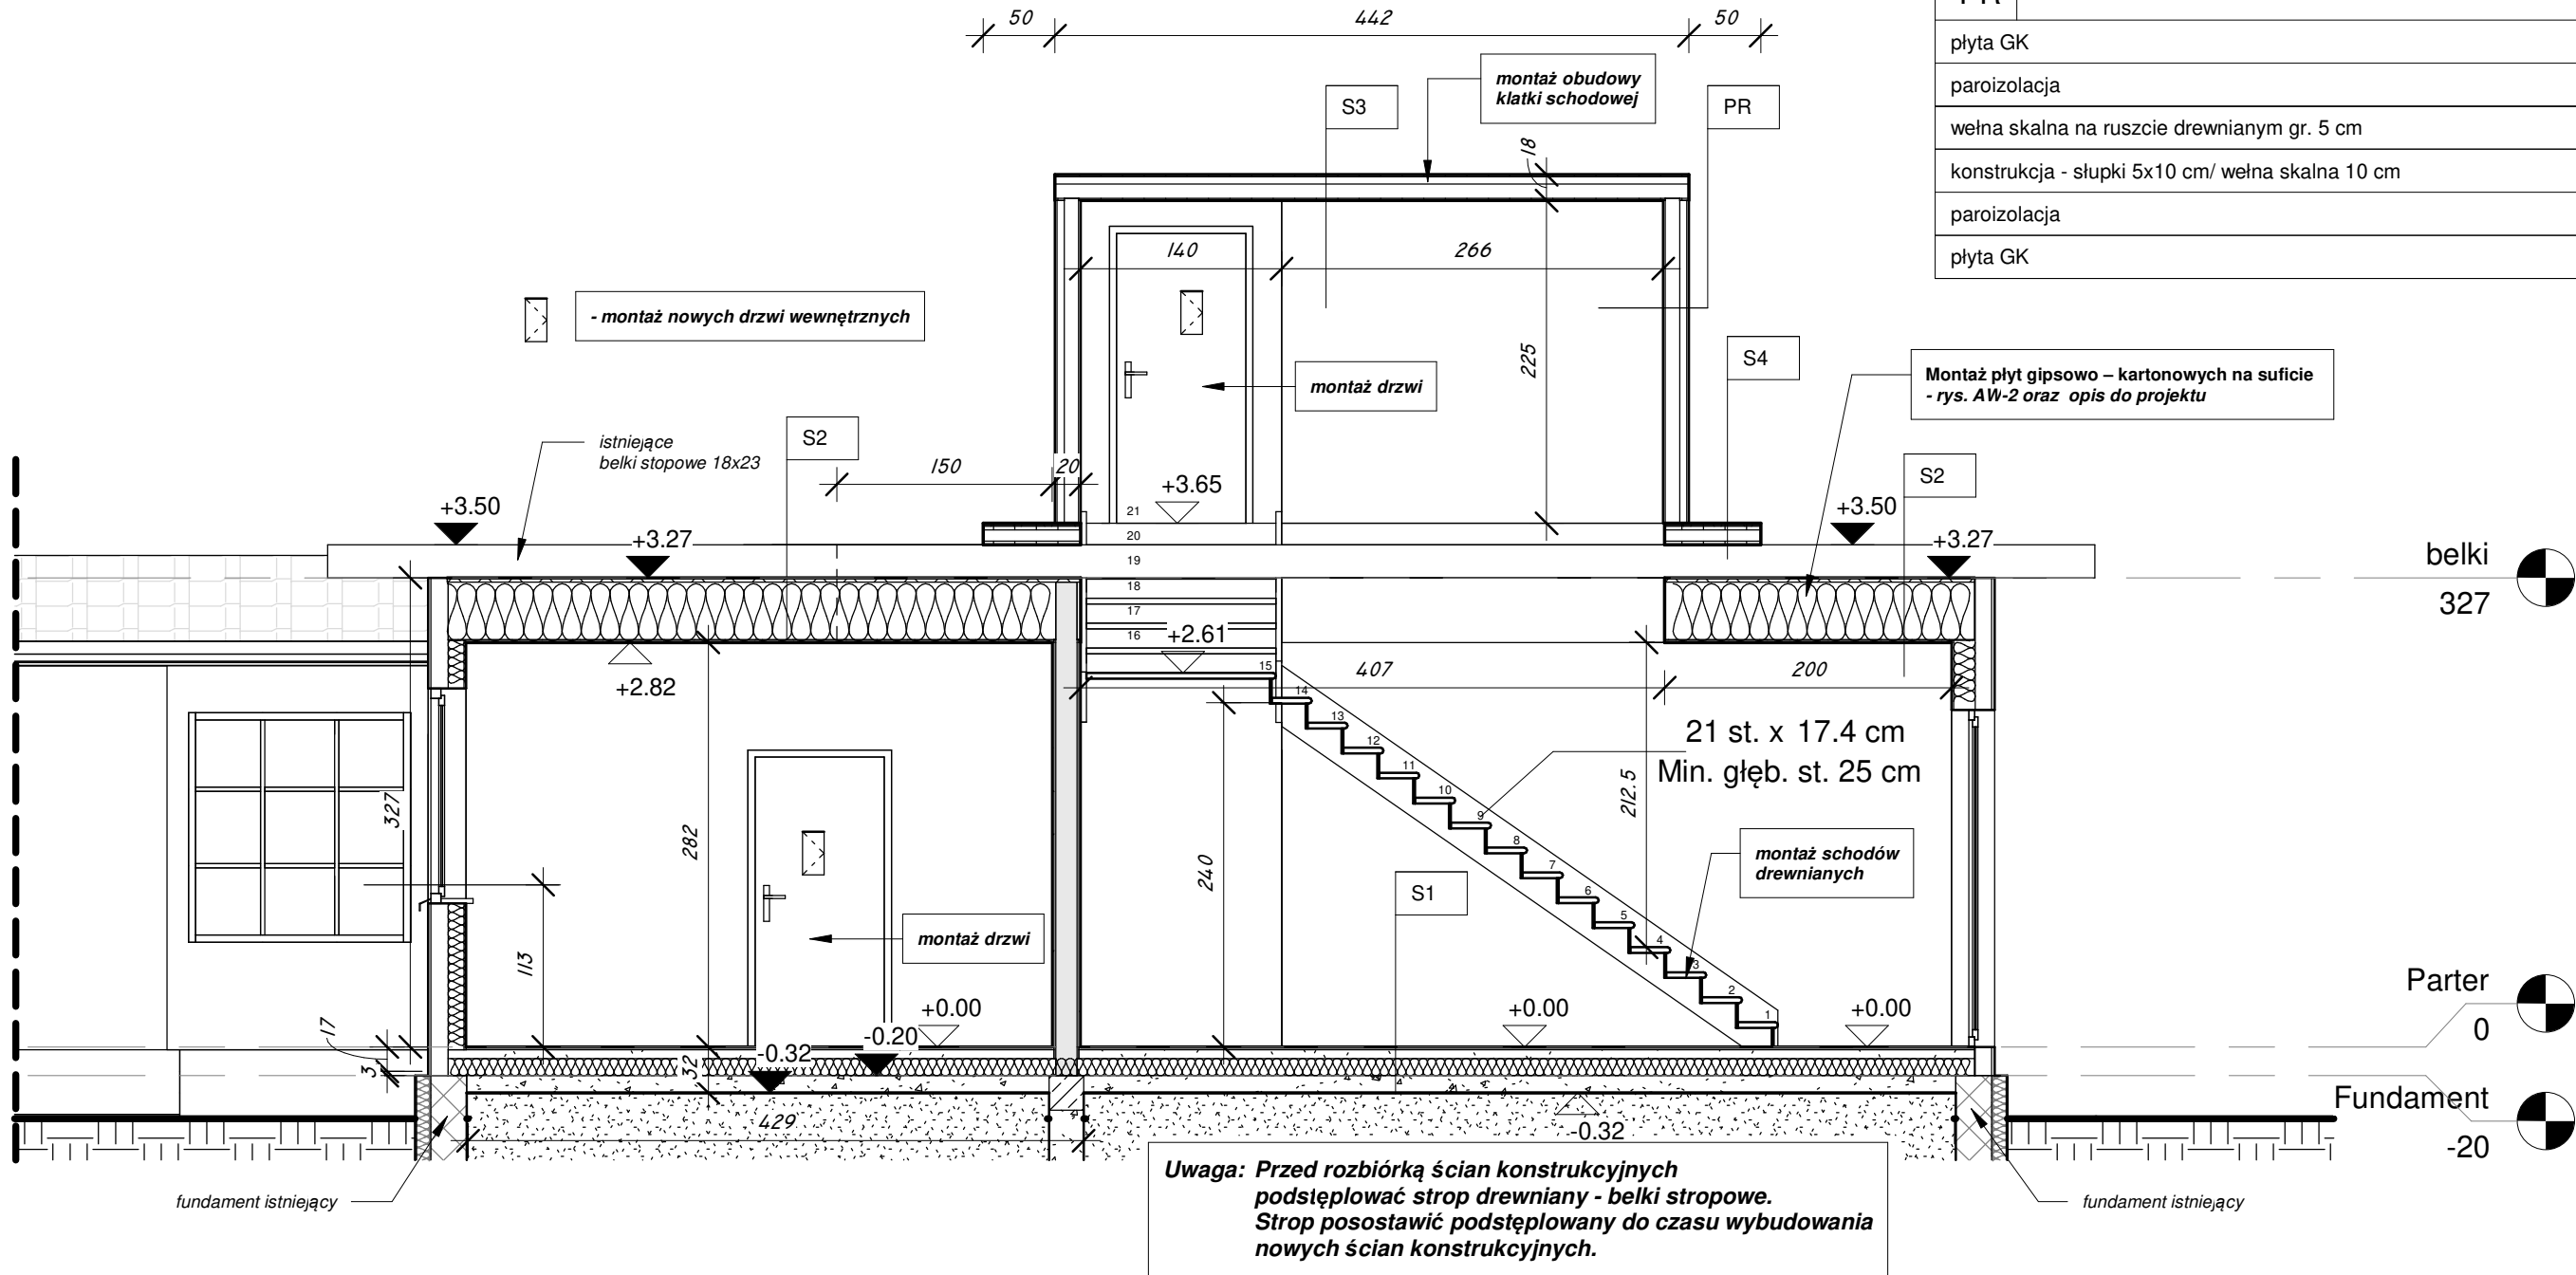 50
442
50
płyta GK
paroizolacja
wełna skalna na ruszcie drewnianym gr. 5 cm
konstrukcja - słupki 5x10 cm/ wełna skalna 10 cm
paroizolacja
płyta GK
montaż obudowy
klatki schodowej
S3
PR
18
140
266
- montaż nowych drzwi wewnętrznych
225
montaż drzwi
S4
Montaż płyt gipsowo – kartonowych na suficie
- rys. AW-2 oraz opis do projektu
istniejące
belki stopowe 18x23
S2
150
20
+3.65
S2
+3.50
+3.27
+3.50
+3.27
21
20
19
18
17
16
15
14
13
12
11
10
9
8
7
6
5
4
3
2
1
belki
327
+2.61
+2.82
407
200
21 st. x 17.4 cm
Min. głęb. st. 25 cm
327
282
240
212.5
113
montaż schodów
drewnianych
S1
montaż drzwi
+0.00
+0.00
+0.00
-0.32
-0.20
17
3
32
Parter
0
Fundament
-20
429
-0.32
fundament istniejący
fundament istniejący
Uwaga: Przed rozbiórką ścian konstrukcyjnych
podstęplować strop drewniany - belki stropowe.
Strop posostawić podstęplowany do czasu wybudowania
nowych ścian konstrukcyjnych.